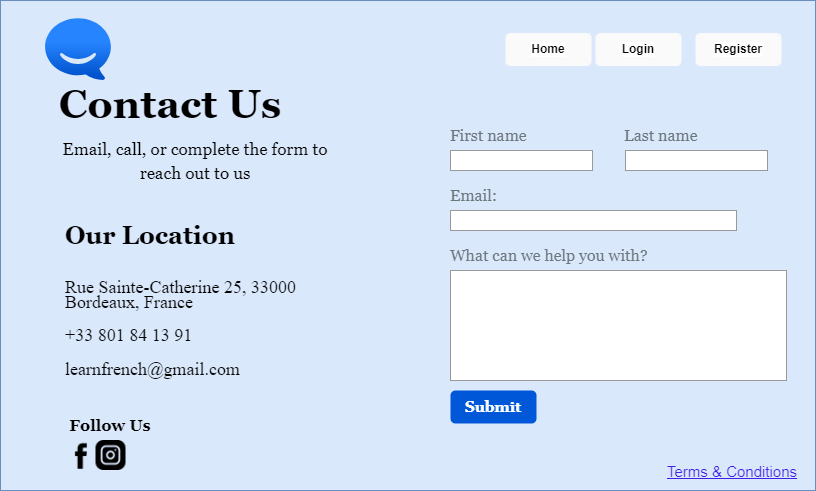 Home
Login
Register
Contact Us
Email, call, or complete the form to
reach out to us
Our Location
Rue Sainte-Catherine 25, 33000
Bordeaux, France
+33 801 84 13 91
learnfrench@gmail.com
Follow Us
First name
Last name
Email:
What can we help you with?
Submit
Terms & Conditions